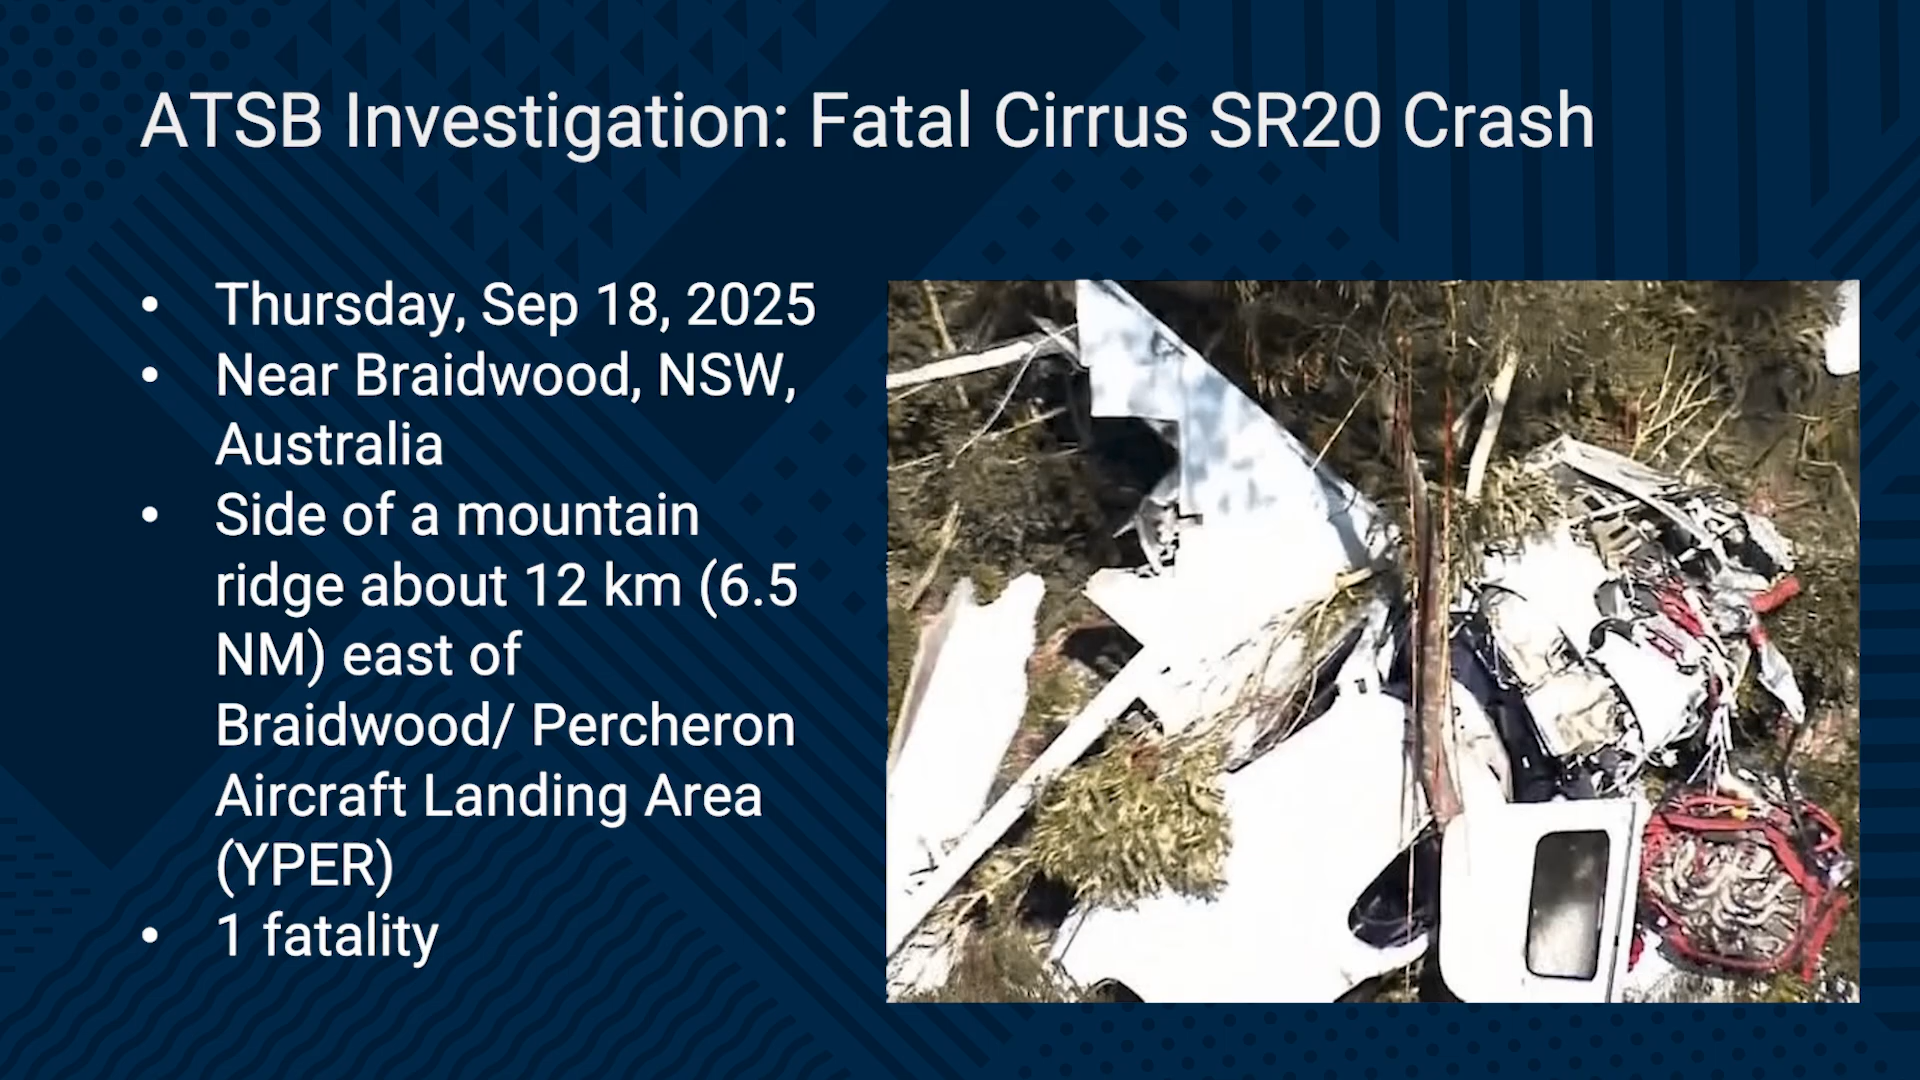 ATSB Investigation: Fatal Cirrus SR20 Crash
• Thursday, Sep 18, 2025
• Near Braidwood, NSW,
Australia
• Side of a mountain
ridge about 12 km (6.5
NM) east of
Braidwood/ Percheron
Aircraft Landing Area
(YPER)
• 1 fatality